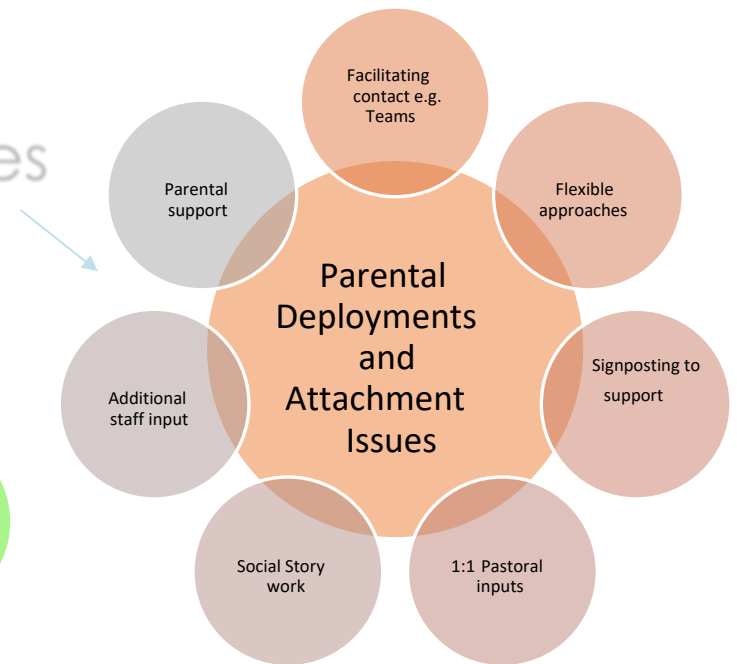 es
Parental
Deployments
and
Attachment
Issues
Facilitating
contact e.g.
Teams
Flexible
approaches
Signposting to
support
1:1 Pastoral
inputs
Social Story
work
Additional
staff input
Parental
support